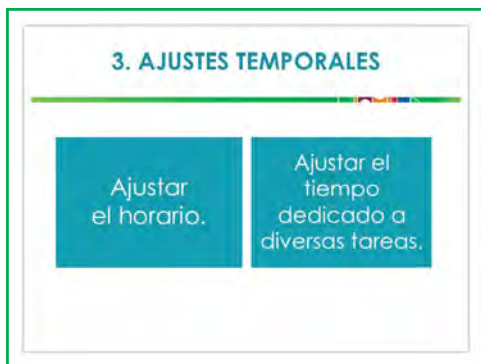 3. AJUSTES TEMPORALES
Ajustar
el horario.
Ajustar el
tiempo
dedicado a
diversas tareas.